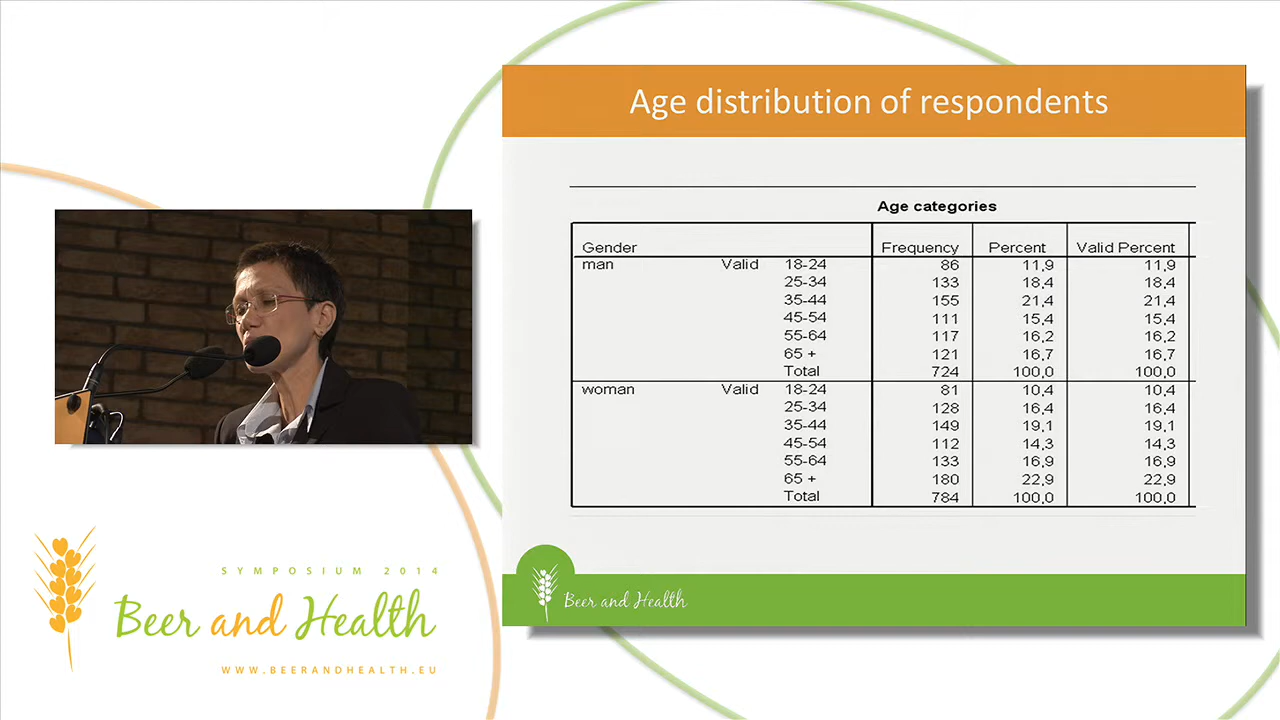 Age distribution of respondents
Age categories
Gender Frequency Percent Valid Percent
man Valid 18-24 86 11,9 11,9
25-34 133 18,4 18,4
35-44 155 21,4 21,4
45-54 111 15,4 15,4
55-64 117 16,2 16,2
65 + 121 16,7 16,7
Total 724 100,0 100,0
woman Valid 18-24 81 10,4 10,4
25-34 128 16,4 16,4
35-44 149 19,1 19,1
45-54 112 14,3 14,3
55-64 133 16,9 16,9
65 + 180 22,9 22,9
Total 784 100,0 100,0
Beer and Health
SYMPOSIUM 2014
Beer and Health
WWW.BEERANDHEALTH.EU